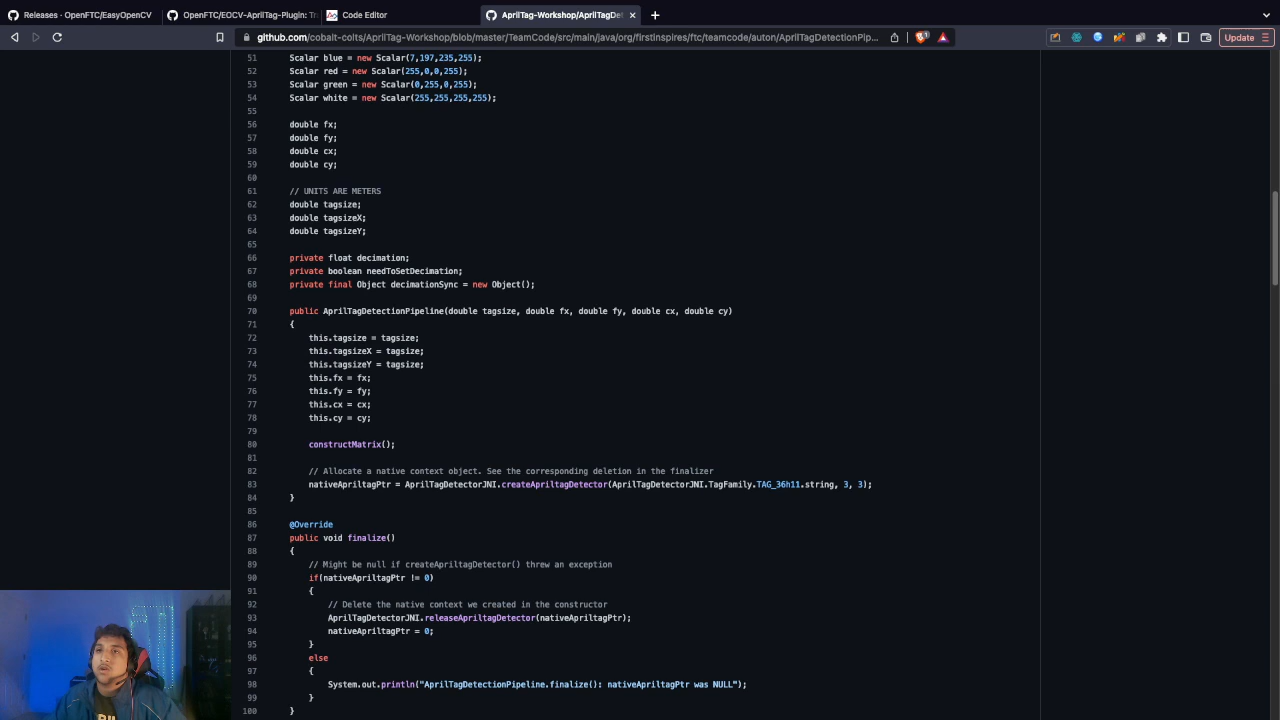 Releases · OpenFTC/EasyOpenCV
OpenFTC/EOCV-AprilTag-Plugin: Tra
Code Editor
AprilTag-Workshop/AprilTagDet
github.com/cobalt-colts/AprilTag-Workshop/blob/master/TeamCode/src/main/java/org/firstinspires/ftc/teamcode/auton/AprilTagDetectionPip...
Update
51 Scalar blue = new Scalar(7,197,235,255);
52 Scalar red = new Scalar(255,0,0,255);
53 Scalar green = new Scalar(0,255,0,255);
54 Scalar white = new Scalar(255,255,255,255);
55
56 double fx;
57 double fy;
58 double cx;
59 double cy;
60
61 // UNITS ARE METERS
62 double tagsize;
63 double tagsizeX;
64 double tagsizeY;
65
66 private float decimation;
67 private boolean needToSetDecimation;
68 private final Object decimationSync = new Object();
69
70 public AprilTagDetectionPipeline(double tagsize, double fx, double fy, double cx, double cy)
71 {
72 this.tagsize = tagsize;
73 this.tagsizeX = tagsize;
74 this.tagsizeY = tagsize;
75 this.fx = fx;
76 this.fy = fy;
77 this.cx = cx;
78 this.cy = cy;
79
80 constructMatrix();
81
82 // Allocate a native context object. See the corresponding deletion in the finalizer
83 nativeApriltagPtr = AprilTagDetectorJNI.createApriltagDetector(AprilTagDetectorJNI.TagFamily.TAG_36h11.string, 3, 3);
84 }
85
86 @Override
87 public void finalize()
88 {
89 // Might be null if createApriltagDetector() threw an exception
90 if(nativeApriltagPtr != 0)
91 {
92 // Delete the native context we created in the constructor
93 AprilTagDetectorJNI.releaseApriltagDetector(nativeApriltagPtr);
94 nativeApriltagPtr = 0;
95 }
96 else
97 {
98 System.out.println("AprilTagDetectionPipeline.finalize(): nativeApriltagPtr was NULL");
99 }
100 }